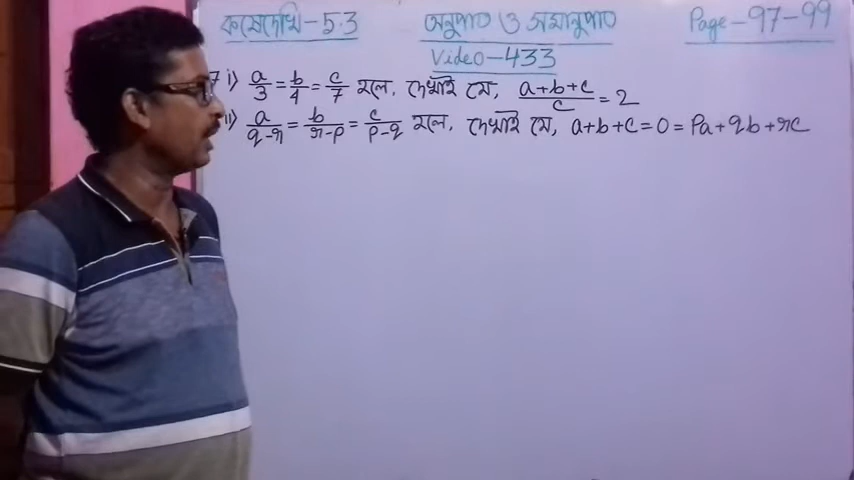 কষেদেখি-5.3 অনুপাত ও সমানুপাত Page-97-99
Video-433
7 i) a/3 = b/4 = c/7 হলে, দেখাই যে, (a+b+c)/c = 2
ii) a/(q-r) = b/(r-p) = c/(p-q) হলে, দেখাই যে, a+b+c=0=Pa+qb+rc